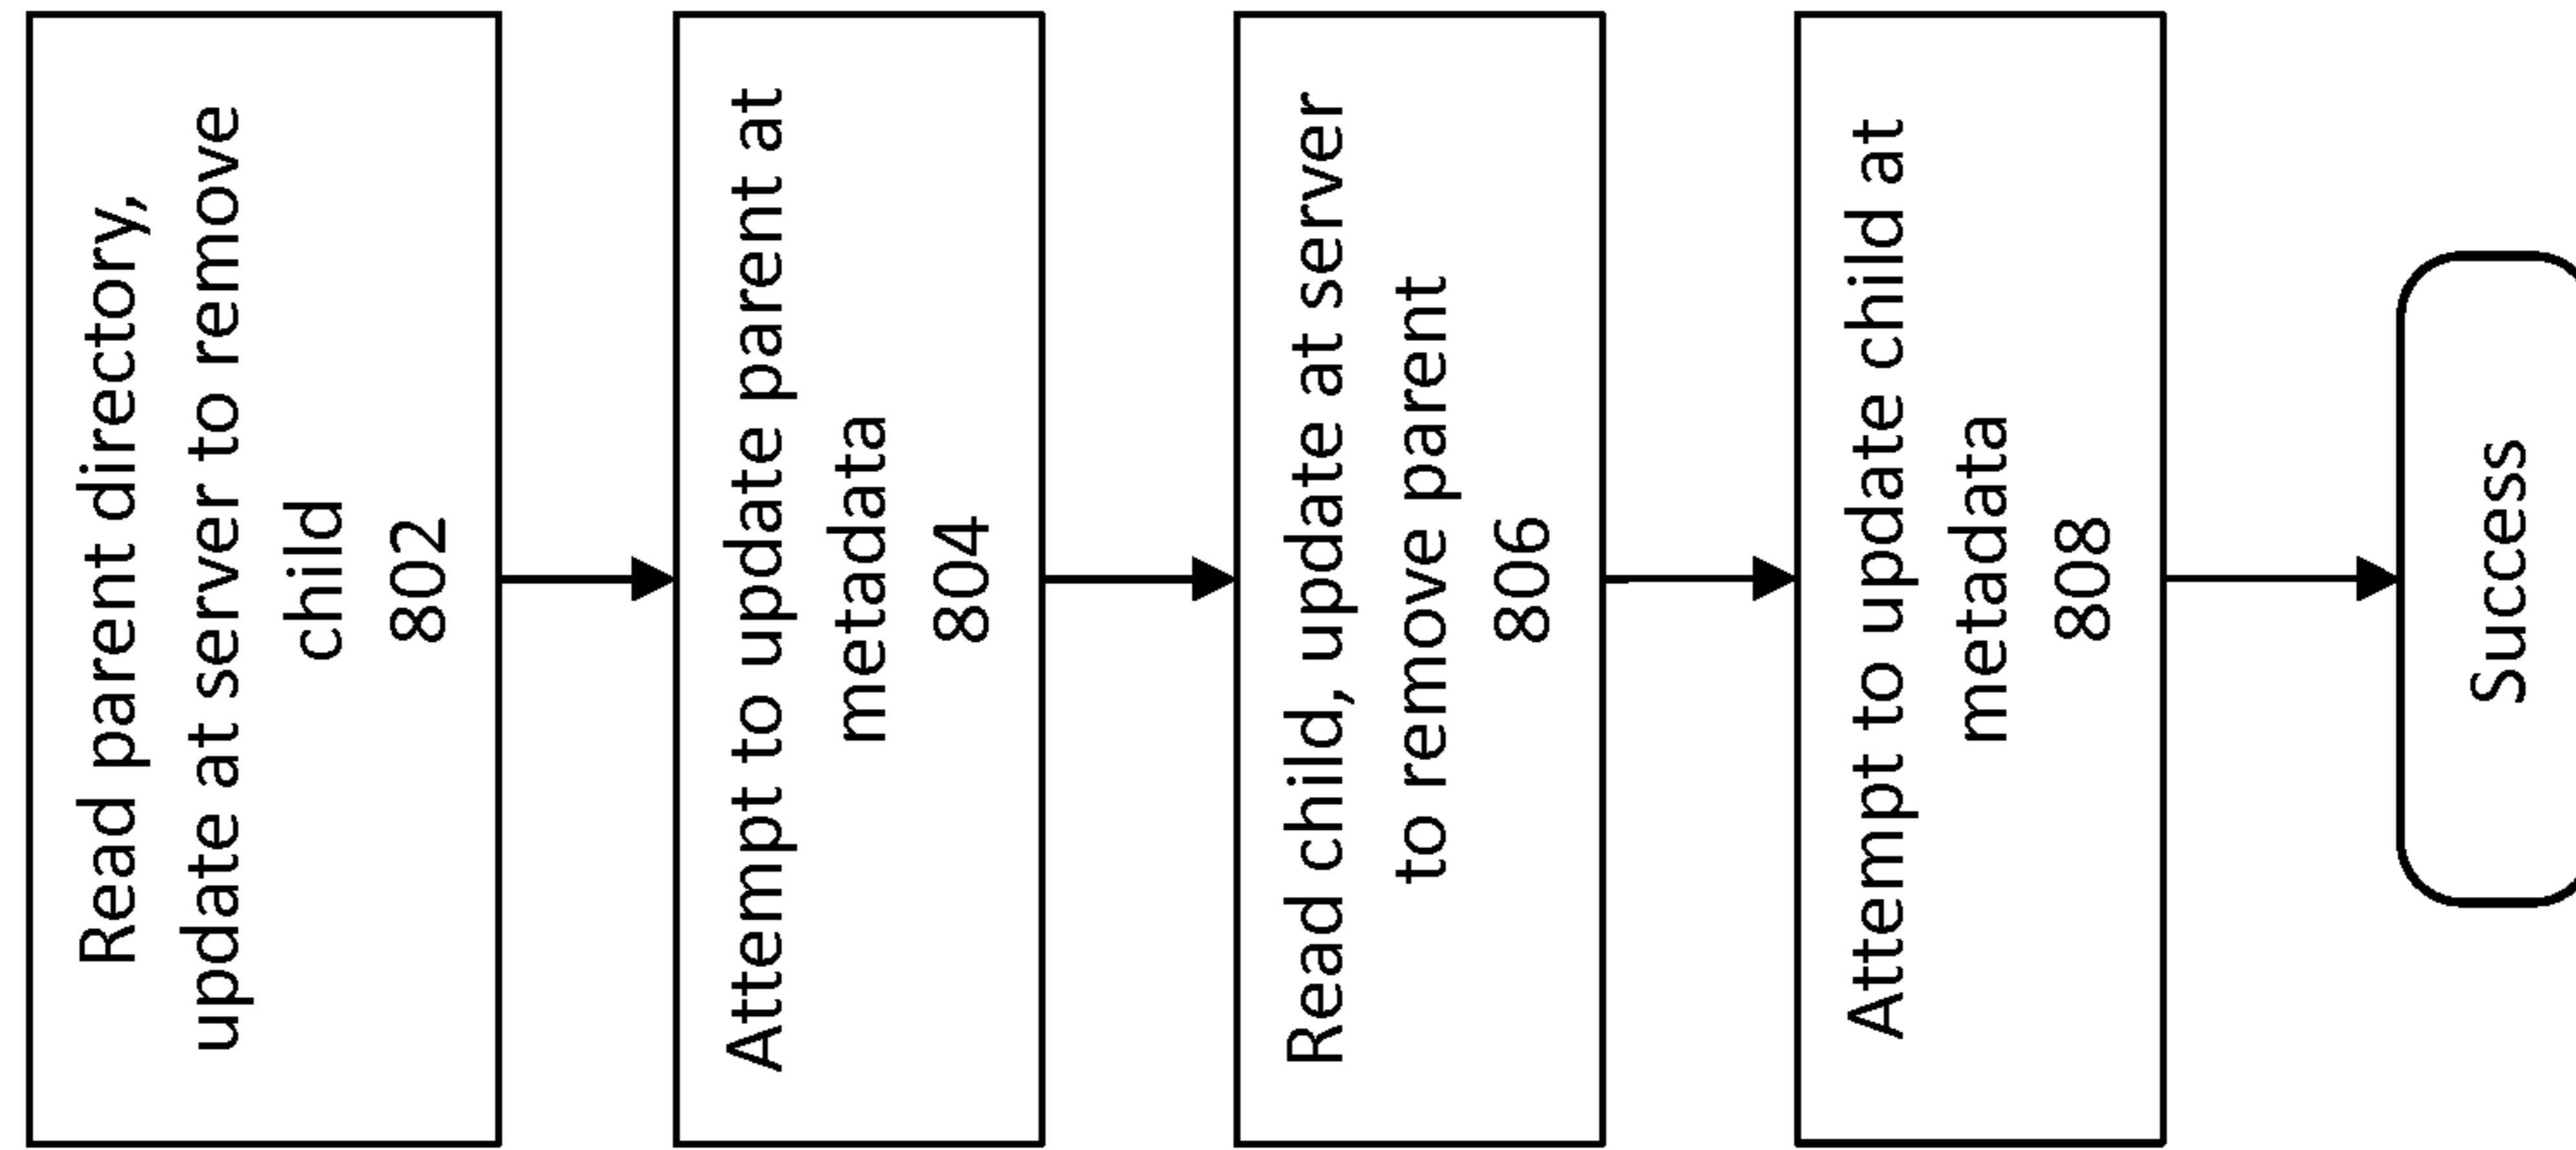 Read parent directory,
update at server to remove
child
802
Attempt to update parent at
metadata
804
Read child, update at server
to remove parent
806
Attempt to update child at
metadata
808
Success